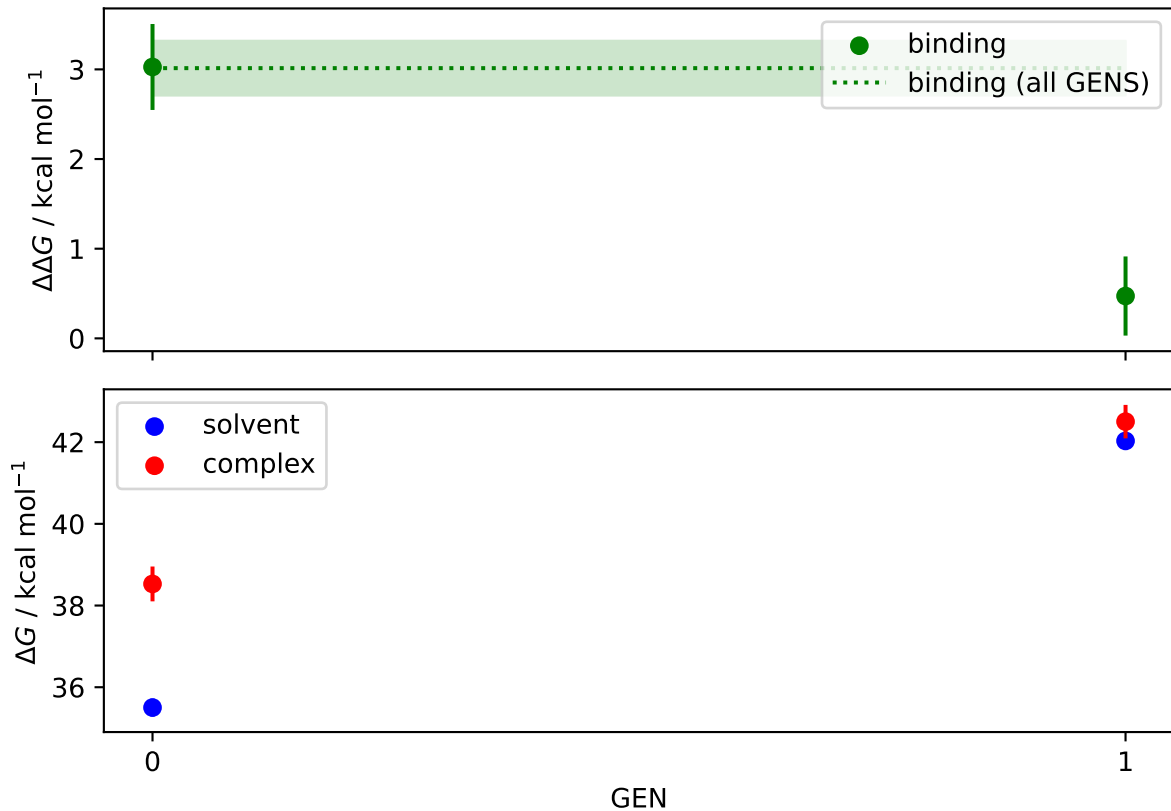 binding
binding (all GENS)
ΔΔG / kcal mol⁻¹
3
2
1
0
solvent
complex
ΔG / kcal mol⁻¹
42
40
38
36
0 1
GEN